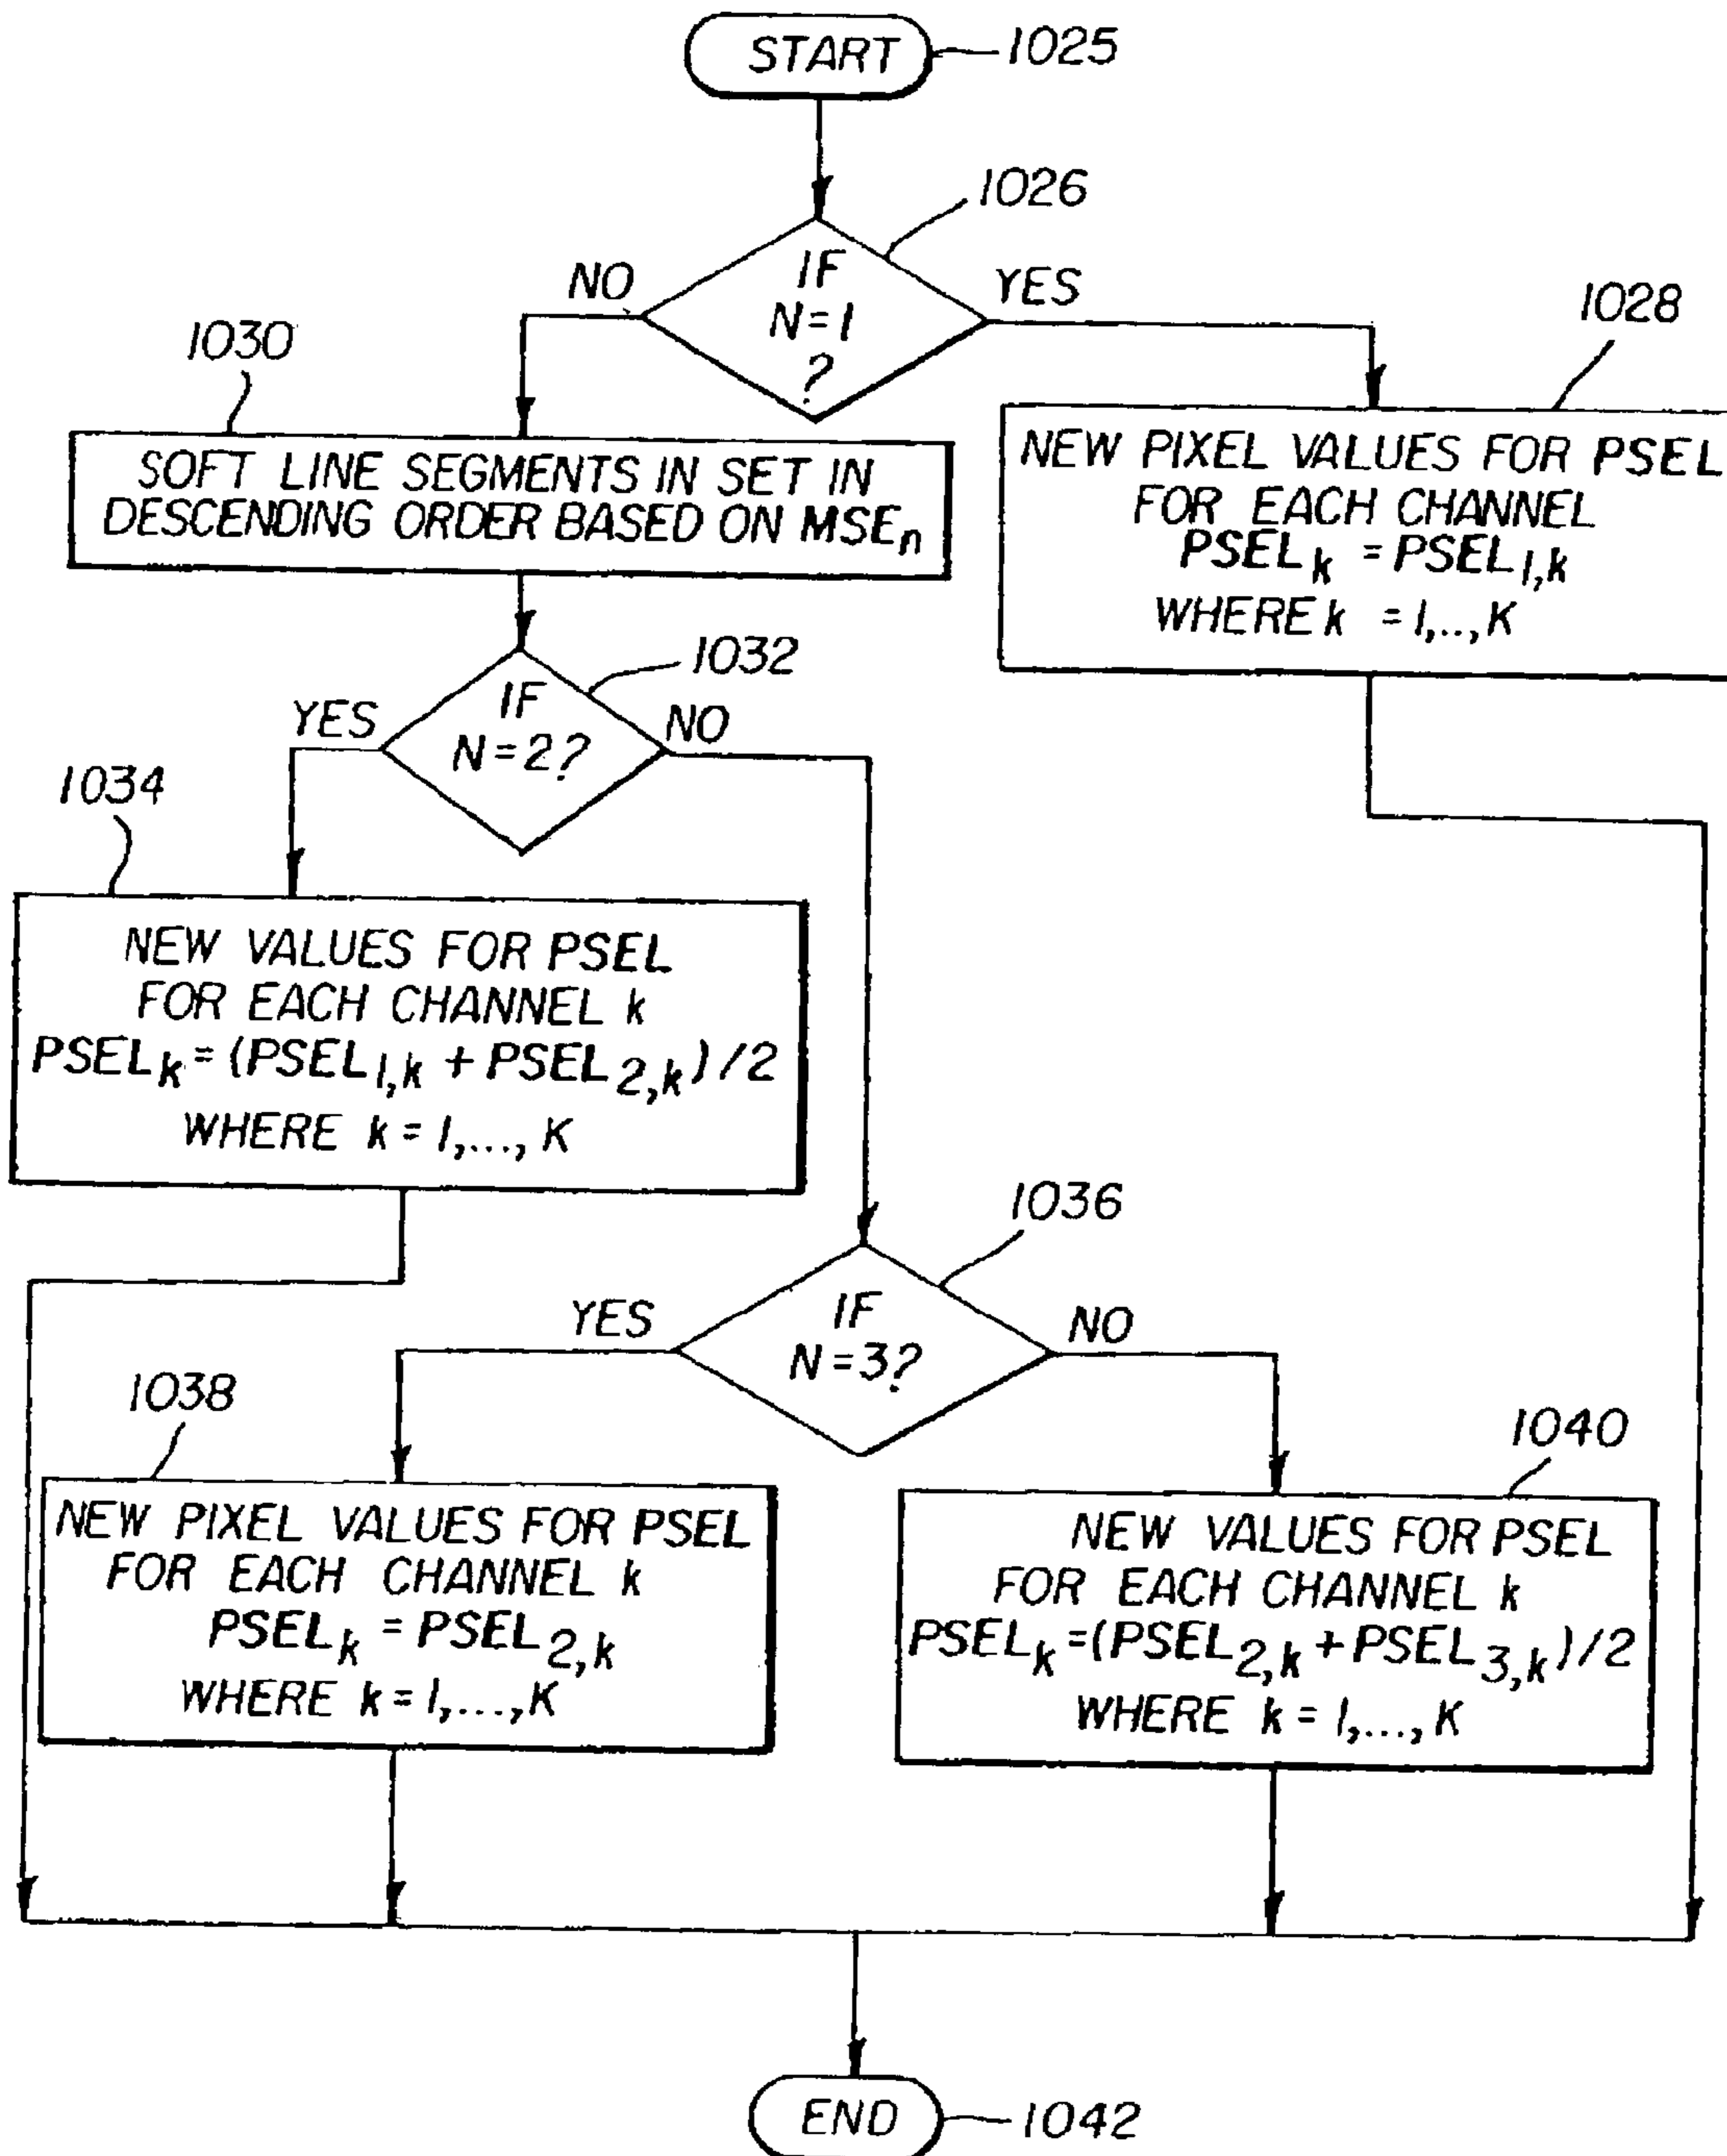 START
1025
1026
IF
N=1
?
NO
YES
1028
1030
SOFT LINE SEGMENTS IN SET IN
DESCENDING ORDER BASED ON MSEn
NEW PIXEL VALUES FOR PSEL
FOR EACH CHANNEL
PSELk = PSEL1,k
WHERE k = 1,..,K
1032
IF
N=2?
YES
NO
1034
NEW VALUES FOR PSEL
FOR EACH CHANNEL k
PSELk = (PSEL1,k + PSEL2,k)/2
WHERE k = 1,..., K
1036
IF
N=3?
YES
NO
1038
NEW PIXEL VALUES FOR PSEL
FOR EACH CHANNEL k
PSELk = PSEL2,k
WHERE k = 1,...,K
1040
NEW VALUES FOR PSEL
FOR EACH CHANNEL k
PSELk =(PSEL2,k + PSEL3,k)/2
WHERE k = 1,..., K
END
1042